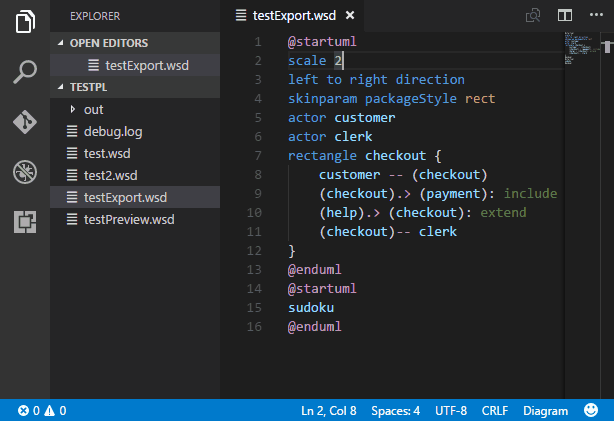 EXPLORER
OPEN EDITORS
testExport.wsd
TESTPL
out
debug.log
test.wsd
test2.wsd
testExport.wsd
testPreview.wsd
testExport.wsd
1 @startuml
2 scale 2
3 left to right direction
4 skinparam packageStyle rect
5 actor customer
6 actor clerk
7 rectangle checkout {
8 customer -- (checkout)
9 (checkout).> (payment): include
10 (help).> (checkout): extend
11 (checkout)-- clerk
12 }
13 @enduml
14 @startuml
15 sudoku
16 @enduml
0 0 Ln 2, Col 8 Spaces: 4 UTF-8 CRLF Diagram